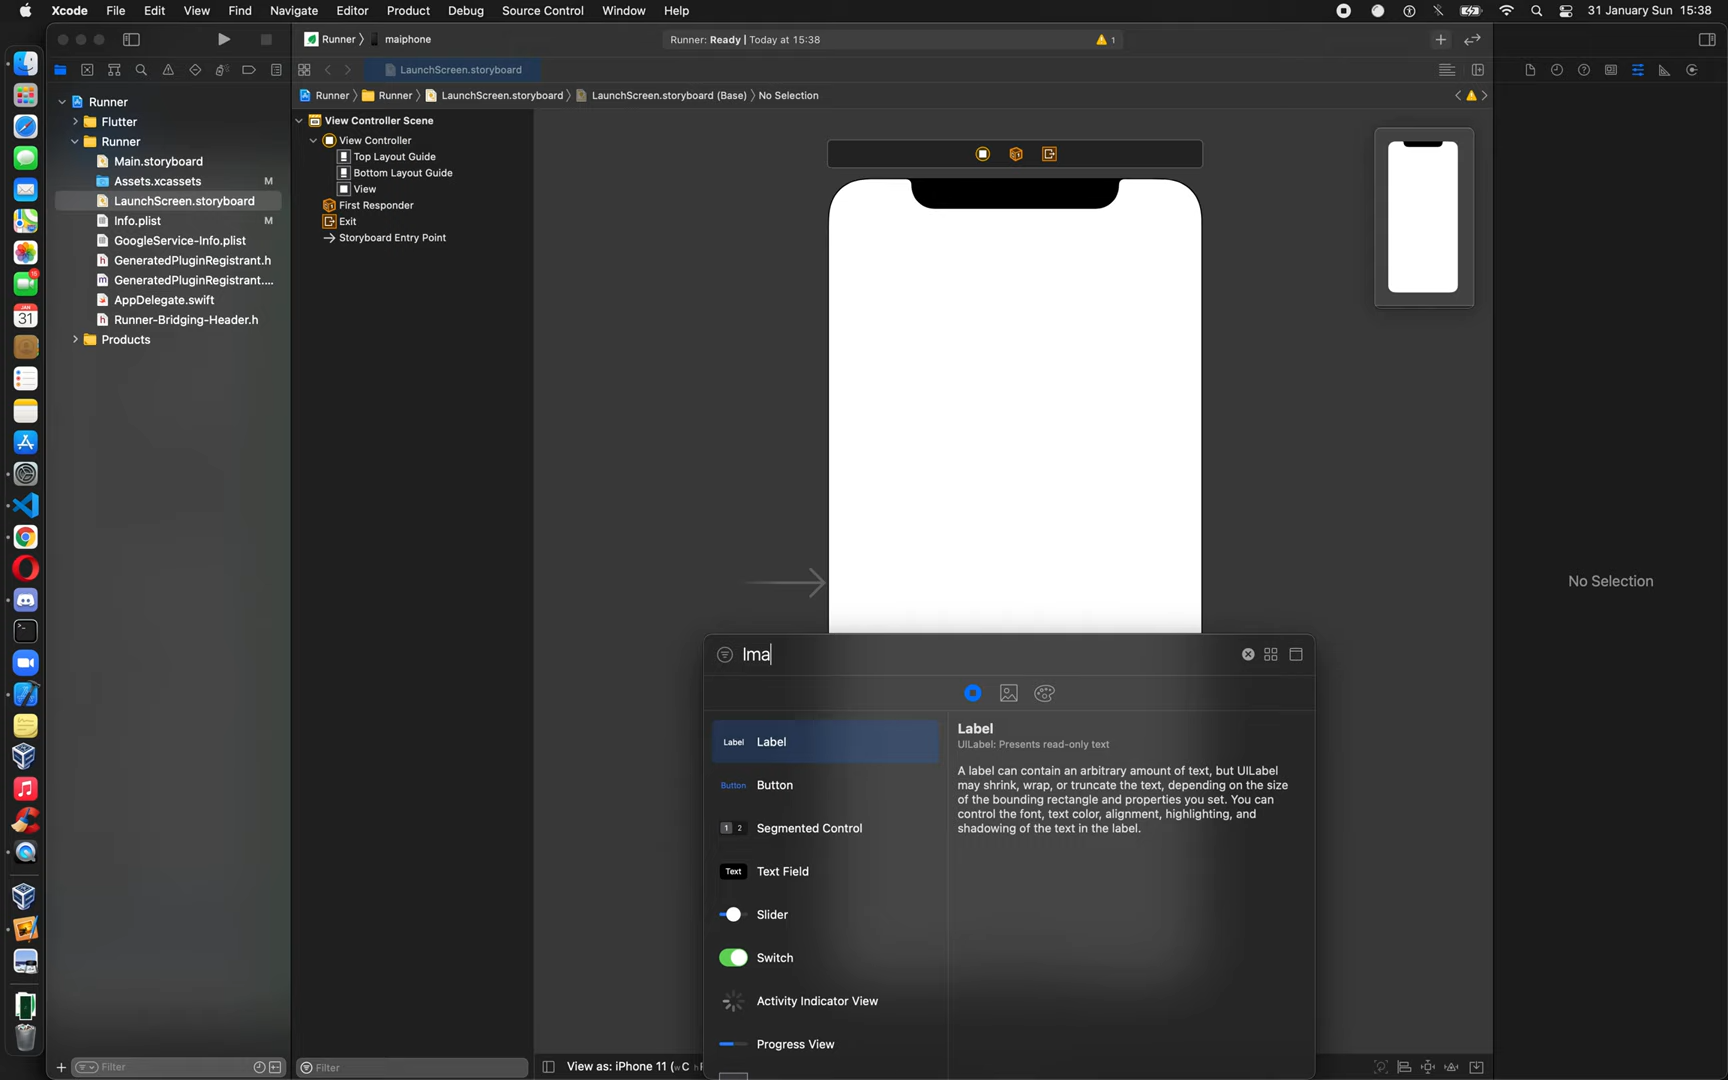 Xcode File Edit View Find Navigate Editor Product Debug Source Control Window Help 31 January Sun 15:38
Runner maiphone Runner: Ready | Today at 15:38 1
LaunchScreen.storyboard
Runner Runner LaunchScreen.storyboard LaunchScreen.storyboard (Base) No Selection
Runner
Flutter
Runner
Main.storyboard
Assets.xcassets M
LaunchScreen.storyboard
Info.plist M
GoogleService-Info.plist
GeneratedPluginRegistrant.h
GeneratedPluginRegistrant....
AppDelegate.swift
Runner-Bridging-Header.h
Products
View Controller Scene
View Controller
Top Layout Guide
Bottom Layout Guide
View
First Responder
Exit
Storyboard Entry Point
No Selection
Ima
Label Label
Button Button
1 2 Segmented Control
Text Text Field
Slider
Switch
Activity Indicator View
Progress View
Label
UILabel: Presents read-only text
A label can contain an arbitrary amount of text, but UILabel
may shrink, wrap, or truncate the text, depending on the size
of the bounding rectangle and properties you set. You can
control the font, text color, alignment, highlighting, and
shadowing of the text in the label.
Filter
Filter
View as: iPhone 11 (wC
JAN
31
15